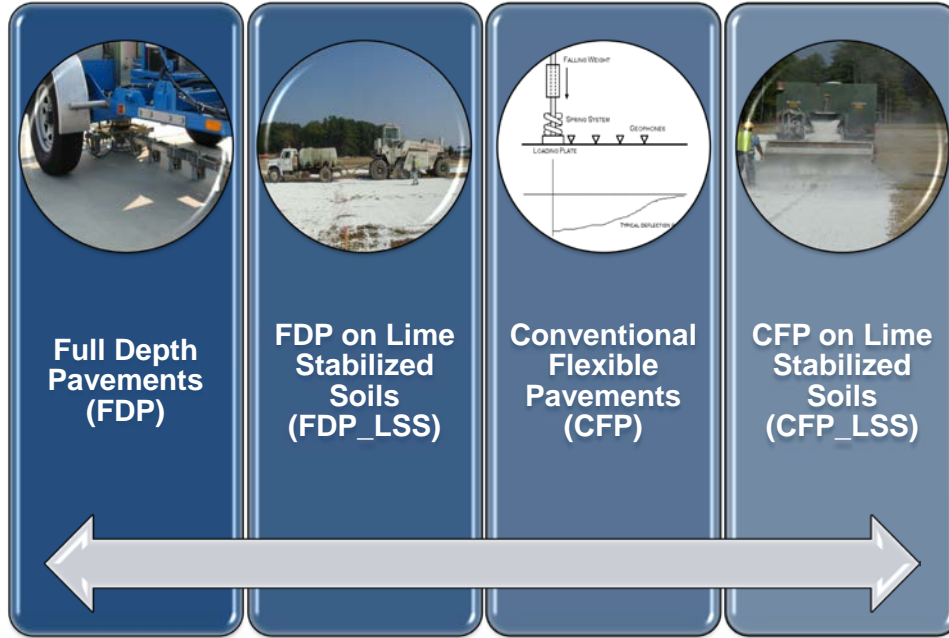 FALLING WEIGHT
SPRING SYSTEM
GEOPHONES
LOADING PLATE
TYPICAL DEFLECTION
Full Depth
Pavements
(FDP)
FDP on Lime
Stabilized
Soils
(FDP_LSS)
Conventional
Flexible
Pavements
(CFP)
CFP on Lime
Stabilized
Soils
(CFP_LSS)